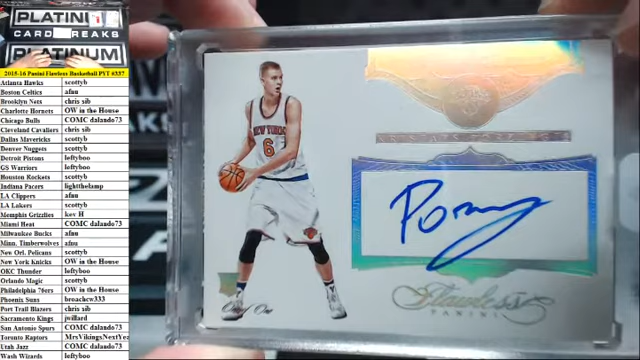 PLATINUM
CARD BREAKS
PLATINUM
2015-16 Panini Flawless Basketball PYT #337
Atlanta Hawks scottyb
Boston Celtics afnu
Brooklyn Nets chris sib
Charlotte Hornets OW in the House
Chicago Bulls COMC dalando73
Cleveland Cavaliers chris sib
Dallas Mavericks scottyb
Denver Nuggets scottyb
Detroit Pistons leftyboo
GS Warriors leftyboo
Houston Rockets scottyb
Indiana Pacers lightthelamp
LA Clippers afnu
LA Lakers scottyb
Memphis Grizzlies kev H
Miami Heat COMC dalando73
Milwaukee Bucks afnu
Minn. Timberwolves afnu
New Orl. Pelicans scottyb
New York Knicks OW in the House
OKC Thunder leftyboo
Orlando Magic scottyb
Philadelphia 76ers OW in the House
Phoenix Suns broachcw333
Port Trail Blazers chris sib
Sacramento Kings jwillard
San Antonio Spurs COMC dalando73
Toronto Raptors MrsVikingsNextYea
Utah Jazz COMC dalando73
Wash Wizards leftyboo
NEW YORK
6
Flawless
PANINI